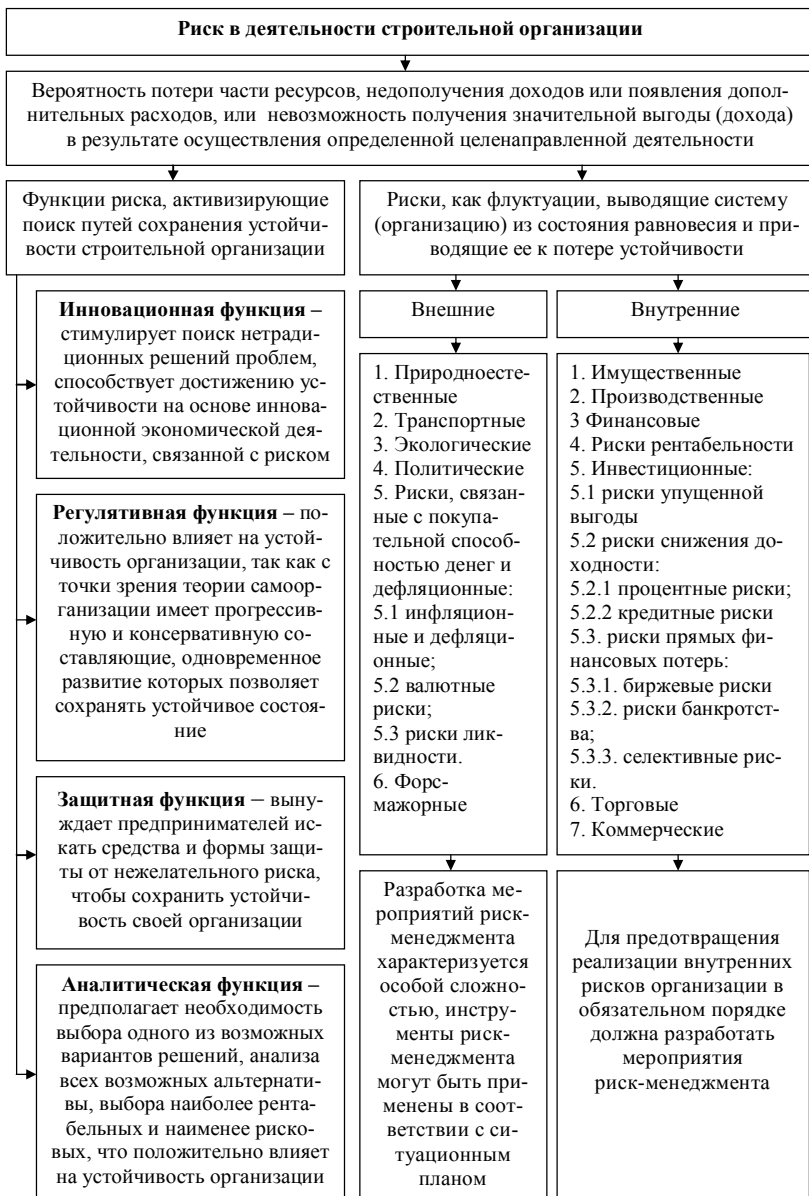 Риск в деятельности строительной организации
Вероятность потери части ресурсов, недополучения доходов или появления допол-
нительных расходов, или невозможность получения значительной выгоды (дохода)
в результате осуществления определенной целенаправленной деятельности
Функции риска, активизирующие
поиск путей сохранения устойчи-
вости строительной организации
Инновационная функция –
стимулирует поиск нетради-
ционных решений проблем,
способствует достижению ус-
тойчивости на основе иннова-
ционной экономической дея-
тельности, связанной с риском
Регулятивная функция – по-
ложительно влияет на устой-
чивость организации, так как с
точки зрения теории самоор-
ганизации имеет прогрессив-
ную и консервативную со-
ставляющие, одновременное
развитие которых позволяет
сохранять устойчивое состоя-
ние
Защитная функция – выну-
ждает предпринимателей ис-
кать средства и формы защи-
ты от нежелательного риска,
чтобы сохранить устойчи-
вость своей организации
Аналитическая функция –
предполагает необходимость
выбора одного из возможных
вариантов решений, анализа
всех возможных альтернати-
вы, выбора наиболее рента-
бельных и наименее риско-
вых, что положительно влияет
на устойчивость организации
Риски, как флуктуации, выводящие систему
(организацию) из состояния равновесия и при-
водящие ее к потере устойчивости
Внешние
1. Природноесте-
ственные
2. Транспортные
3. Экологические
4. Политические
5. Риски, связан-
ные с покупа-
тельной способ-
ностью денег и
дефляционные:
5.1 инфляцион-
ные и дефляци-
онные;
5.2 валютные
риски;
5.3 риски лик-
видности.
6. Форс-
мажорные
Разработка ме-
роприятий риск-
менеджмента
характеризуется
особой сложно-
стью, инстру-
менты риск-
менеджмента
могут быть при-
менены в соот-
ветствии с си-
туационным
планом
Внутренние
1. Имущественные
2. Производственные
3 Финансовые
4. Риски рентабельности
5. Инвестиционные:
5.1 риски упущенной
выгоды
5.2 риски снижения до-
ходности:
5.2.1 процентные риски;
5.2.2 кредитные риски
5.3. риски прямых фи-
нансовых потерь:
5.3.1. биржевые риски
5.3.2. риски банкротст-
ва;
5.3.3. селективные рис-
ки.
6. Торговые
7. Коммерческие
Для предотвращения
реализации внутренних
рисков организации в
обязательном порядке
должна разработать
мероприятия
риск-менеджмента